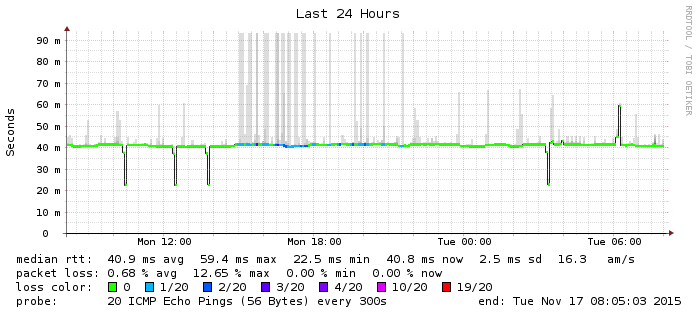 Last 24 Hours
RRDTOOL / TOBI OETIKER
Seconds
90 m
80 m
70 m
60 m
50 m
40 m
30 m
20 m
10 m
0
Mon 12:00 Mon 18:00 Tue 00:00 Tue 06:00
median rtt: 40.9 ms avg 59.4 ms max 22.5 ms min 40.8 ms now 2.5 ms sd 16.3 am/s
packet loss: 0.68 % avg 12.65 % max 0.00 % min 0.00 % now
loss color: 0 1/20 2/20 3/20 4/20 10/20 19/20
probe: 20 ICMP Echo Pings (56 Bytes) every 300s end: Tue Nov 17 08:05:03 2015